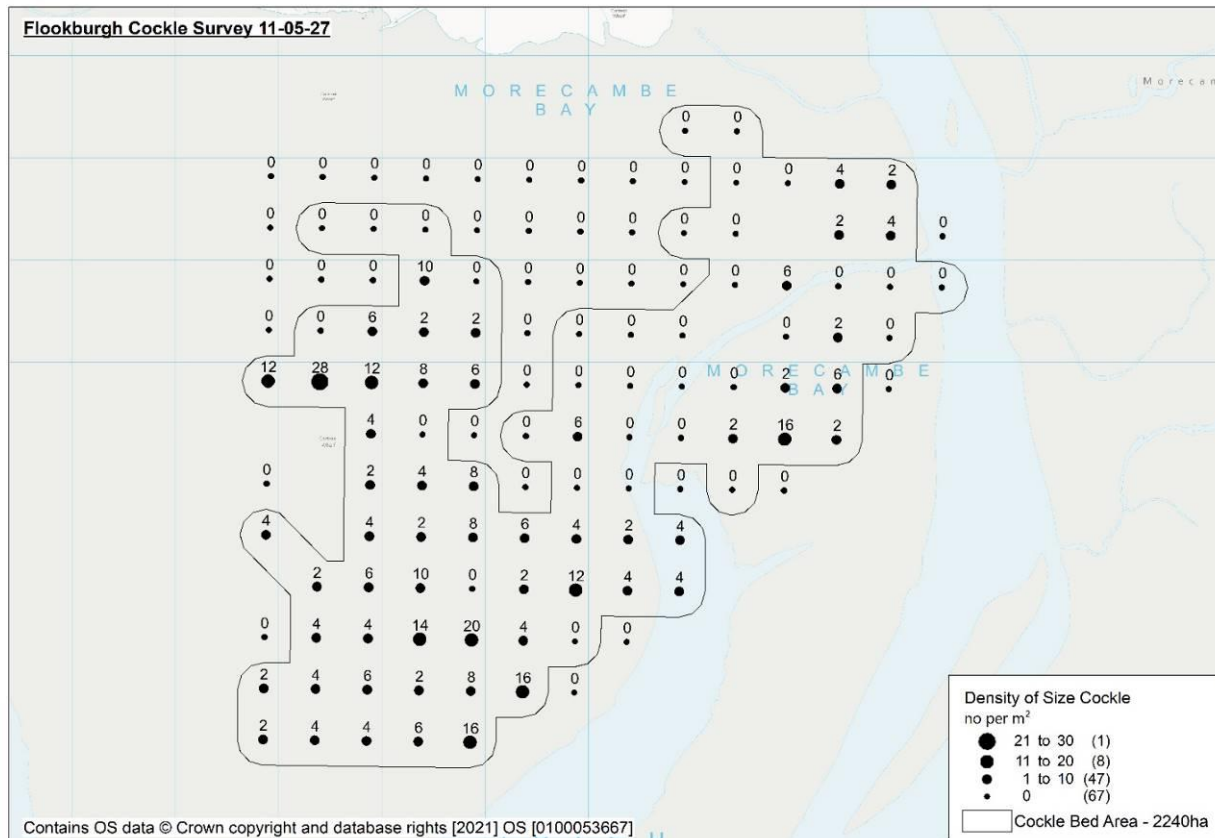 Flookburgh Cockle Survey 11-05-27
MORECAMBE
BAY
0 0
0 0 0 0 0 0 0 0 0 0 0 4 2
0 0 0 0 0 0 0 0 0 0 2 4 0
0 0 0 10 0 0 0 0 0 0 6 0 0 0
0 0 6 2 2 0 0 0 0 0 2 0
12 28 12 8 6 0 0 0 0 0 2 6 0
MORECAMBE
BAY
4 0 0 0 6 0 0 2 16 2
0 2 4 8 0 0 0 0 0 0
4 4 2 8 6 4 2 4
2 6 10 0 2 12 4 4
0 4 4 14 20 4 0 0
2 4 6 2 8 16 0
2 4 4 6 16
Density of Size Cockle
no per m²
21 to 30 (1)
11 to 20 (8)
1 to 10 (47)
0 (67)
Cockle Bed Area - 2240ha
Contains OS data © Crown copyright and database rights [2021] OS [0100053667]